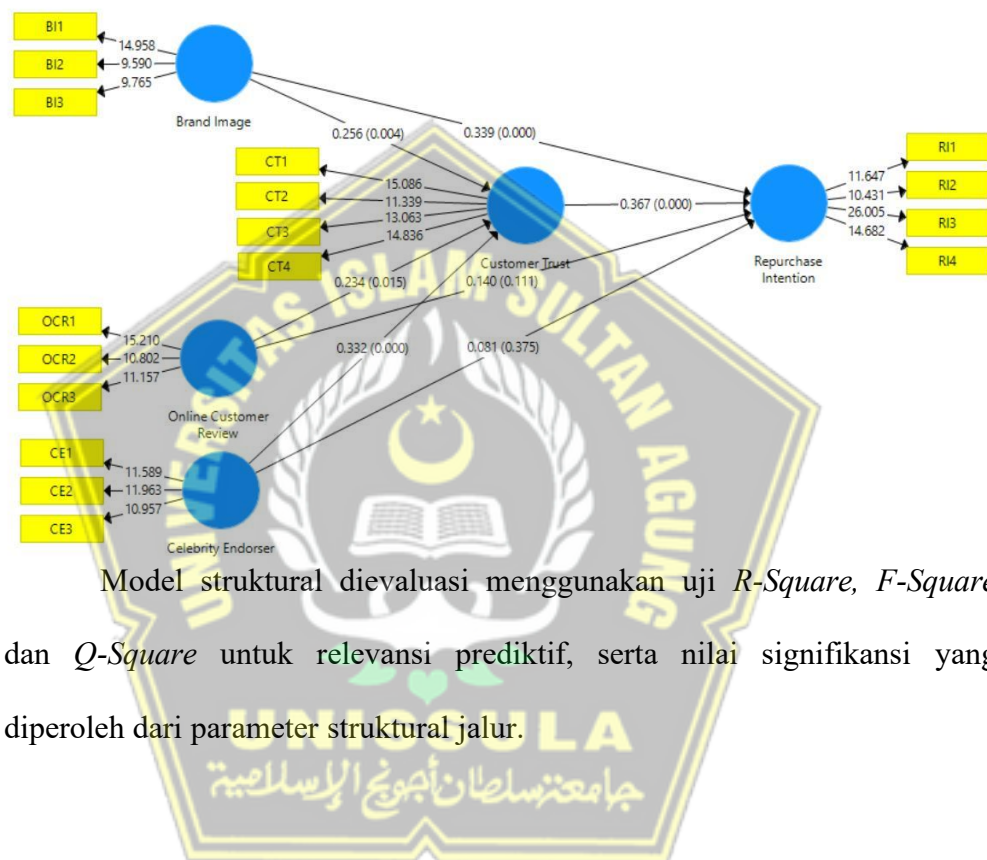 BI1
14.958
BI2
9.590
BI3
9.765
Brand Image
0.256 (0.004)
0.339 (0.000)
CT1
15.086
CT2
11.339
CT3
13.063
CT4
14.836
Customer Trust
0.367 (0.000)
RI1
11.647
RI2
10.431
RI3
26.005
RI4
14.682
Repurchase
Intention
0.234 (0.015)
0.140 (0.111)
OCR1
15.210
OCR2
10.802
OCR3
11.157
Online Customer
Review
0.332 (0.000)
0.081 (0.375)
CE1
11.589
CE2
11.963
CE3
10.957
Celebrity Endorser
UNIVERSITAS ISLAM SULTAN AGUNG
Model struktural dievaluasi menggunakan uji R-Square, F-Square
dan Q-Square untuk relevansi prediktif, serta nilai signifikansi yang
diperoleh dari parameter struktural jalur.
UNISSULA
جامعتسلطان أجونج الإسلامية